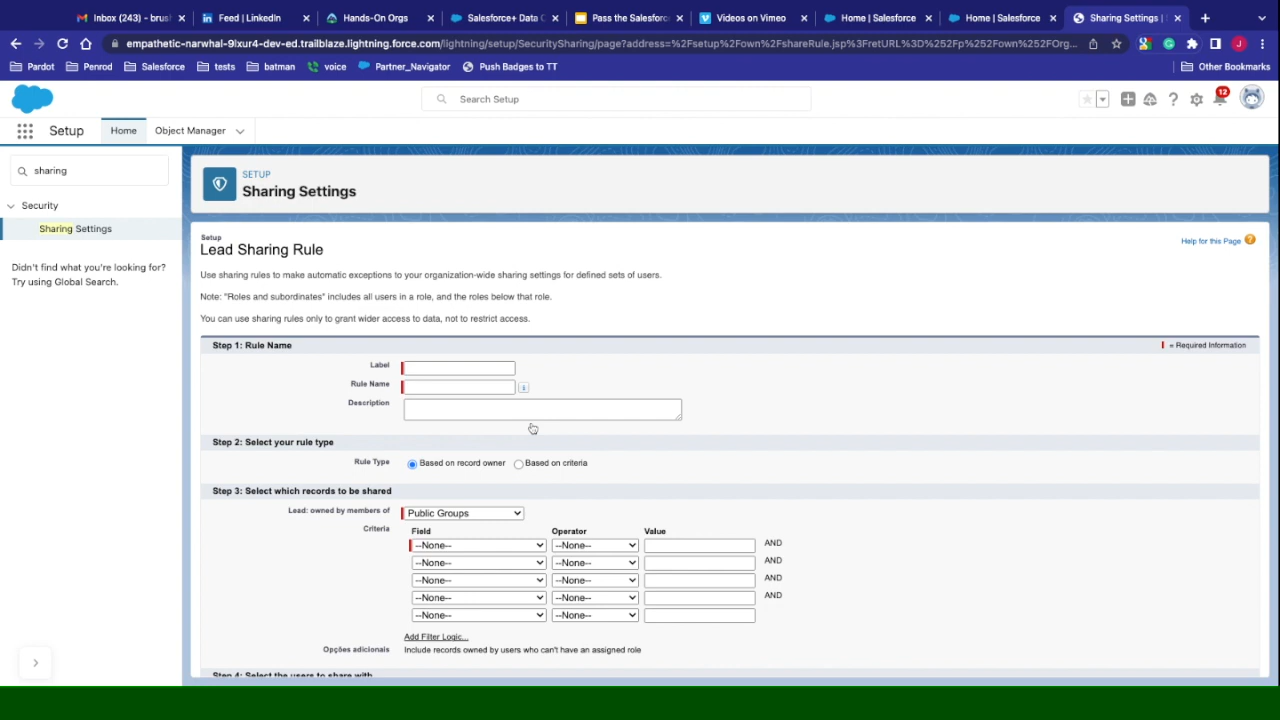 Inbox (243) - brus
Feed | LinkedIn
Hands-On Orgs
Salesforce+ Data C
Pass the Salesforc
Videos on Vimeo
Home | Salesforce
Home | Salesforce
Sharing Settings |
empathetic-narwhal-9lxur4-dev-ed.trailblaze.lightning.force.com/lightning/setup/SecuritySharing/page?address=%2Fsetup%2Fown%2FshareRule.jsp%3FretURL%3D%252Fp%252Fown%252FOrg...
Pardot
Penrod
Salesforce
tests
batman
voice
Partner_Navigator
Push Badges to TT
Other Bookmarks
Search Setup
12
Setup
Home
Object Manager
sharing
Security
Sharing Settings
Didn't find what you're looking for?
Try using Global Search.
SETUP
Sharing Settings
Setup
Lead Sharing Rule
Help for this Page
Use sharing rules to make automatic exceptions to your organization-wide sharing settings for defined sets of users.
Note: "Roles and subordinates" includes all users in a role, and the roles below that role.
You can use sharing rules only to grant wider access to data, not to restrict access.
Step 1: Rule Name
= Required Information
Label
Rule Name
i
Description
Step 2: Select your rule type
Rule Type
Based on record owner
Based on criteria
Step 3: Select which records to be shared
Lead: owned by members of
Public Groups
Criteria
Field Operator Value
--None-- --None-- AND
--None-- --None-- AND
--None-- --None-- AND
--None-- --None-- AND
--None-- --None--
Add Filter Logic...
Opções adicionais
Include records owned by users who can't have an assigned role
Step 4: Select the users to share with